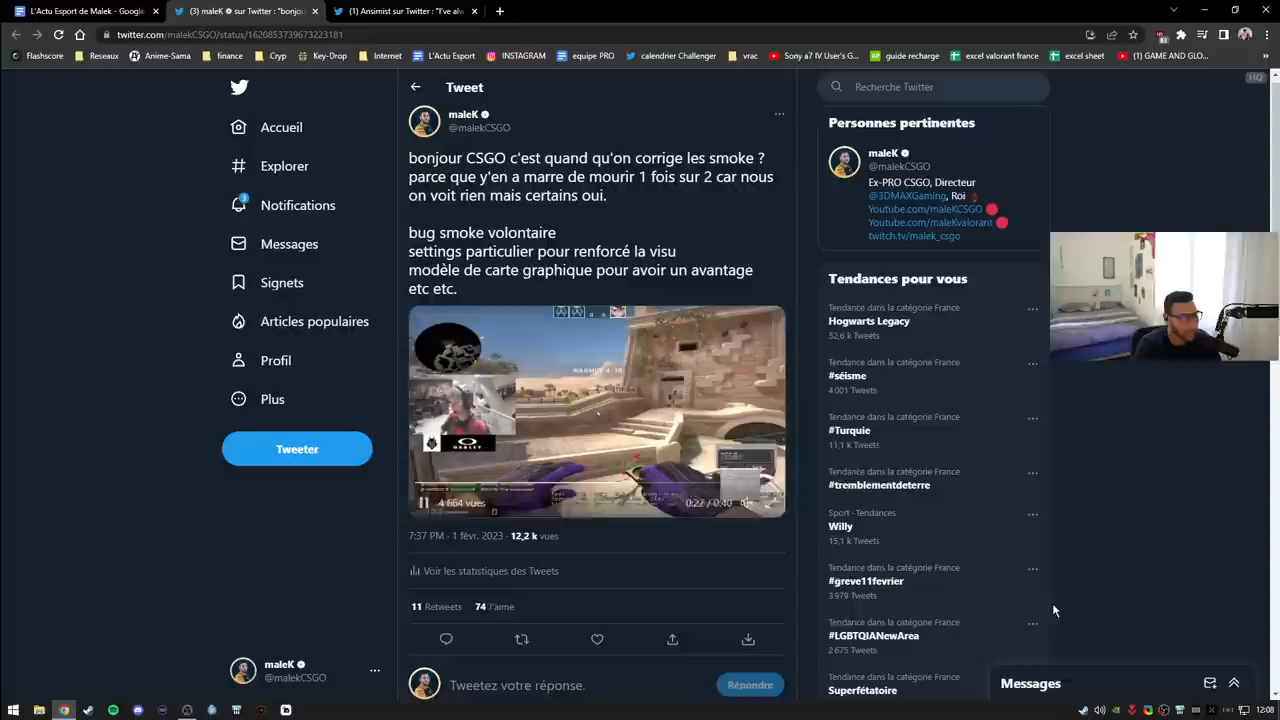 L'Actu Esport de Malek - Google
(3) maleK sur Twitter : "bonjou
(1) Ansimist sur Twitter : "I've alw
twitter.com/malekCSGO/status/1620853739673223181
Flashscore
Reseaux
Anime-Sama
finance
Cryp
Key-Drop
Internet
L'Actu Esport
INSTAGRAM
equipe PRO
calendrier Challenger
vrac
Sony a7 IV User's G...
guide recharge
excel valorant france
excel sheet
(1) GAME AND GLO...
HQ
Accueil
Explorer
3
Notifications
Messages
Signets
Articles populaires
Profil
Plus
Tweeter
maleK
@malekCSGO
Tweet
maleK
@malekCSGO
bonjour CSGO c'est quand qu'on corrige les smoke ?
parce que y'en a marre de mourir 1 fois sur 2 car nous
on voit rien mais certains oui.
bug smoke volontaire
settings particulier pour renforcé la visu
modèle de carte graphique pour avoir un avantage
etc etc.
WARMUP 4:15
OAKLEY
4 664 vues
0:22 / 0:40
7:37 PM · 1 févr. 2023 · 12,2 k vues
Voir les statistiques des Tweets
11 Retweets 74 J'aime
Tweetez votre réponse.
Répondre
Recherche Twitter
Personnes pertinentes
maleK
@malekCSGO
Ex-PRO CSGO, Directeur
@3DMAXGaming, Roi
Youtube.com/maleKCSGO
Youtube.com/maleKvalorant
twitch.tv/malek_csgo
Tendances pour vous
Tendance dans la catégorie France
Hogwarts Legacy
52,6 k Tweets
Tendance dans la catégorie France
#séisme
4 001 Tweets
Tendance dans la catégorie France
#Turquie
11,1 k Tweets
Tendance dans la catégorie France
#tremblementdeterre
Sport · Tendances
Willy
15,1 k Tweets
Tendance dans la catégorie France
#greve11fevrier
3 979 Tweets
Tendance dans la catégorie France
#LGBTQIANewArea
2 675 Tweets
Tendance dans la catégorie France
Superfétatoire
Messages
12:08